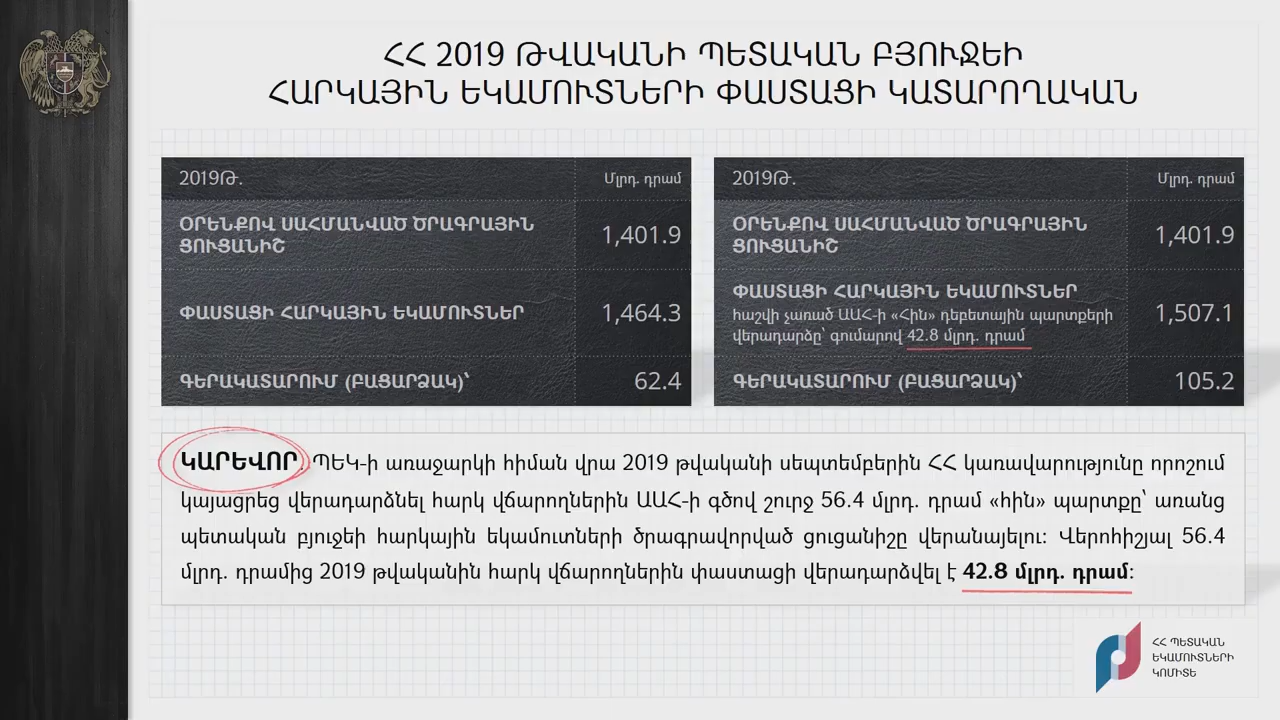 ՀՀ 2019 ԹՎԱԿԱՆԻ ՊԵՏԱԿԱՆ ԲՅՈՒՋԵԻ
ՀԱՐԿԱՅԻՆ ԵԿԱՄՈՒՏՆԵՐԻ ՓԱՍՏԱՑԻ ԿԱՏԱՐՈՂԱԿԱՆ
2019Թ. Մլրդ. դրամ
ՕՐԵՆՔՈՎ ՍԱՀՄԱՆՎԱԾ ԾՐԱԳՐԱՅԻՆ
ՑՈՒՑԱՆԻՇ 1,401.9
ՓԱՍՏԱՑԻ ՀԱՐԿԱՅԻՆ ԵԿԱՄՈՒՏՆԵՐ 1,464.3
ԳԵՐԱԿԱՏԱՐՈՒՄ (ԲԱՑԱՐՁԱԿ)՝ 62.4
2019Թ. Մլրդ. դրամ
ՕՐԵՆՔՈՎ ՍԱՀՄԱՆՎԱԾ ԾՐԱԳՐԱՅԻՆ
ՑՈՒՑԱՆԻՇ 1,401.9
ՓԱՍՏԱՑԻ ՀԱՐԿԱՅԻՆ ԵԿԱՄՈՒՏՆԵՐ
հաշվի չառած ԱԱՀ-ի «Հին» դեբետային պարտքերի 1,507.1
վերադարձը՝ գումարով 42.8 մլրդ. դրամ
ԳԵՐԱԿԱՏԱՐՈՒՄ (ԲԱՑԱՐՁԱԿ)՝ 105.2
ԿԱՐԵՎՈՐ. ՊԵԿ-ի առաջարկի հիման վրա 2019 թվականի սեպտեմբերին ՀՀ կառավարությունը որոշում
կայացրեց վերադարձնել հարկ վճարողներին ԱԱՀ-ի գծով շուրջ 56.4 մլրդ. դրամ «հին» պարտքը՝ առանց
պետական բյուջեի հարկային եկամուտների ծրագրավորված ցուցանիշը վերանայելու։ Վերոհիշյալ 56.4
մլրդ. դրամից 2019 թվականին հարկ վճարողներին փաստացի վերադարձվել է 42.8 մլրդ. դրամ։
ՀՀ ՊԵՏԱԿԱՆ
ԵԿԱՄՈՒՏՆԵՐԻ
ԿՈՄԻՏԵ